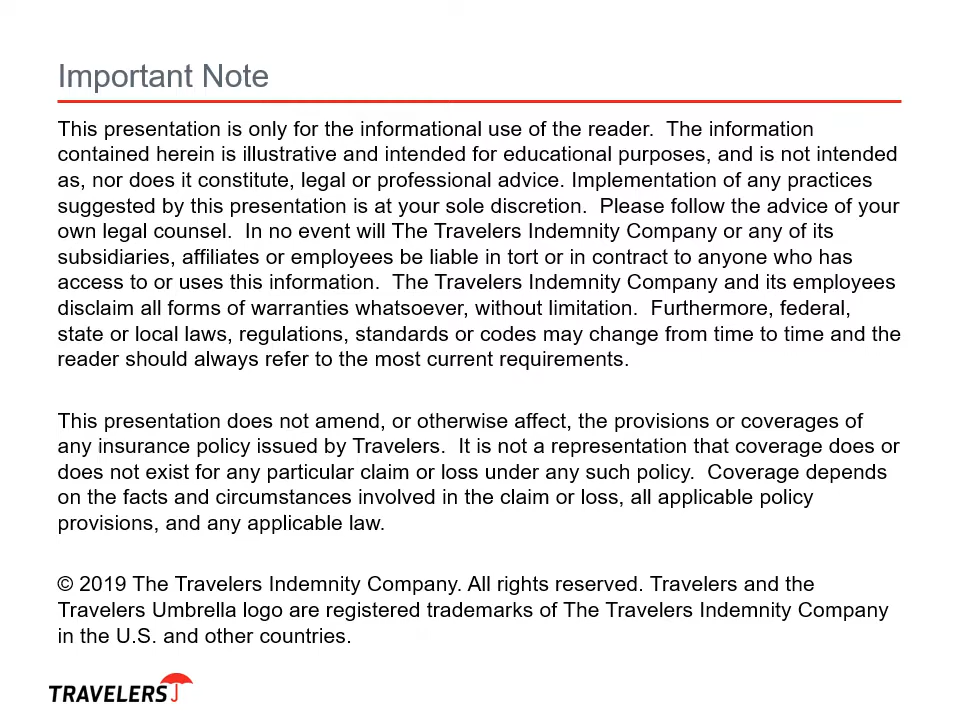 Important Note
This presentation is only for the informational use of the reader.  The information
contained herein is illustrative and intended for educational purposes, and is not intended
as, nor does it constitute, legal or professional advice. Implementation of any practices
suggested by this presentation is at your sole discretion.  Please follow the advice of your
own legal counsel.  In no event will The Travelers Indemnity Company or any of its
subsidiaries, affiliates or employees be liable in tort or in contract to anyone who has
access to or uses this information.  The Travelers Indemnity Company and its employees
disclaim all forms of warranties whatsoever, without limitation.  Furthermore, federal,
state or local laws, regulations, standards or codes may change from time to time and the
reader should always refer to the most current requirements.
This presentation does not amend, or otherwise affect, the provisions or coverages of
any insurance policy issued by Travelers.  It is not a representation that coverage does or
does not exist for any particular claim or loss under any such policy.  Coverage depends
on the facts and circumstances involved in the claim or loss, all applicable policy
provisions, and any applicable law.
© 2019 The Travelers Indemnity Company. All rights reserved. Travelers and the
Travelers Umbrella logo are registered trademarks of The Travelers Indemnity Company
in the U.S. and other countries.
TRAVELERS